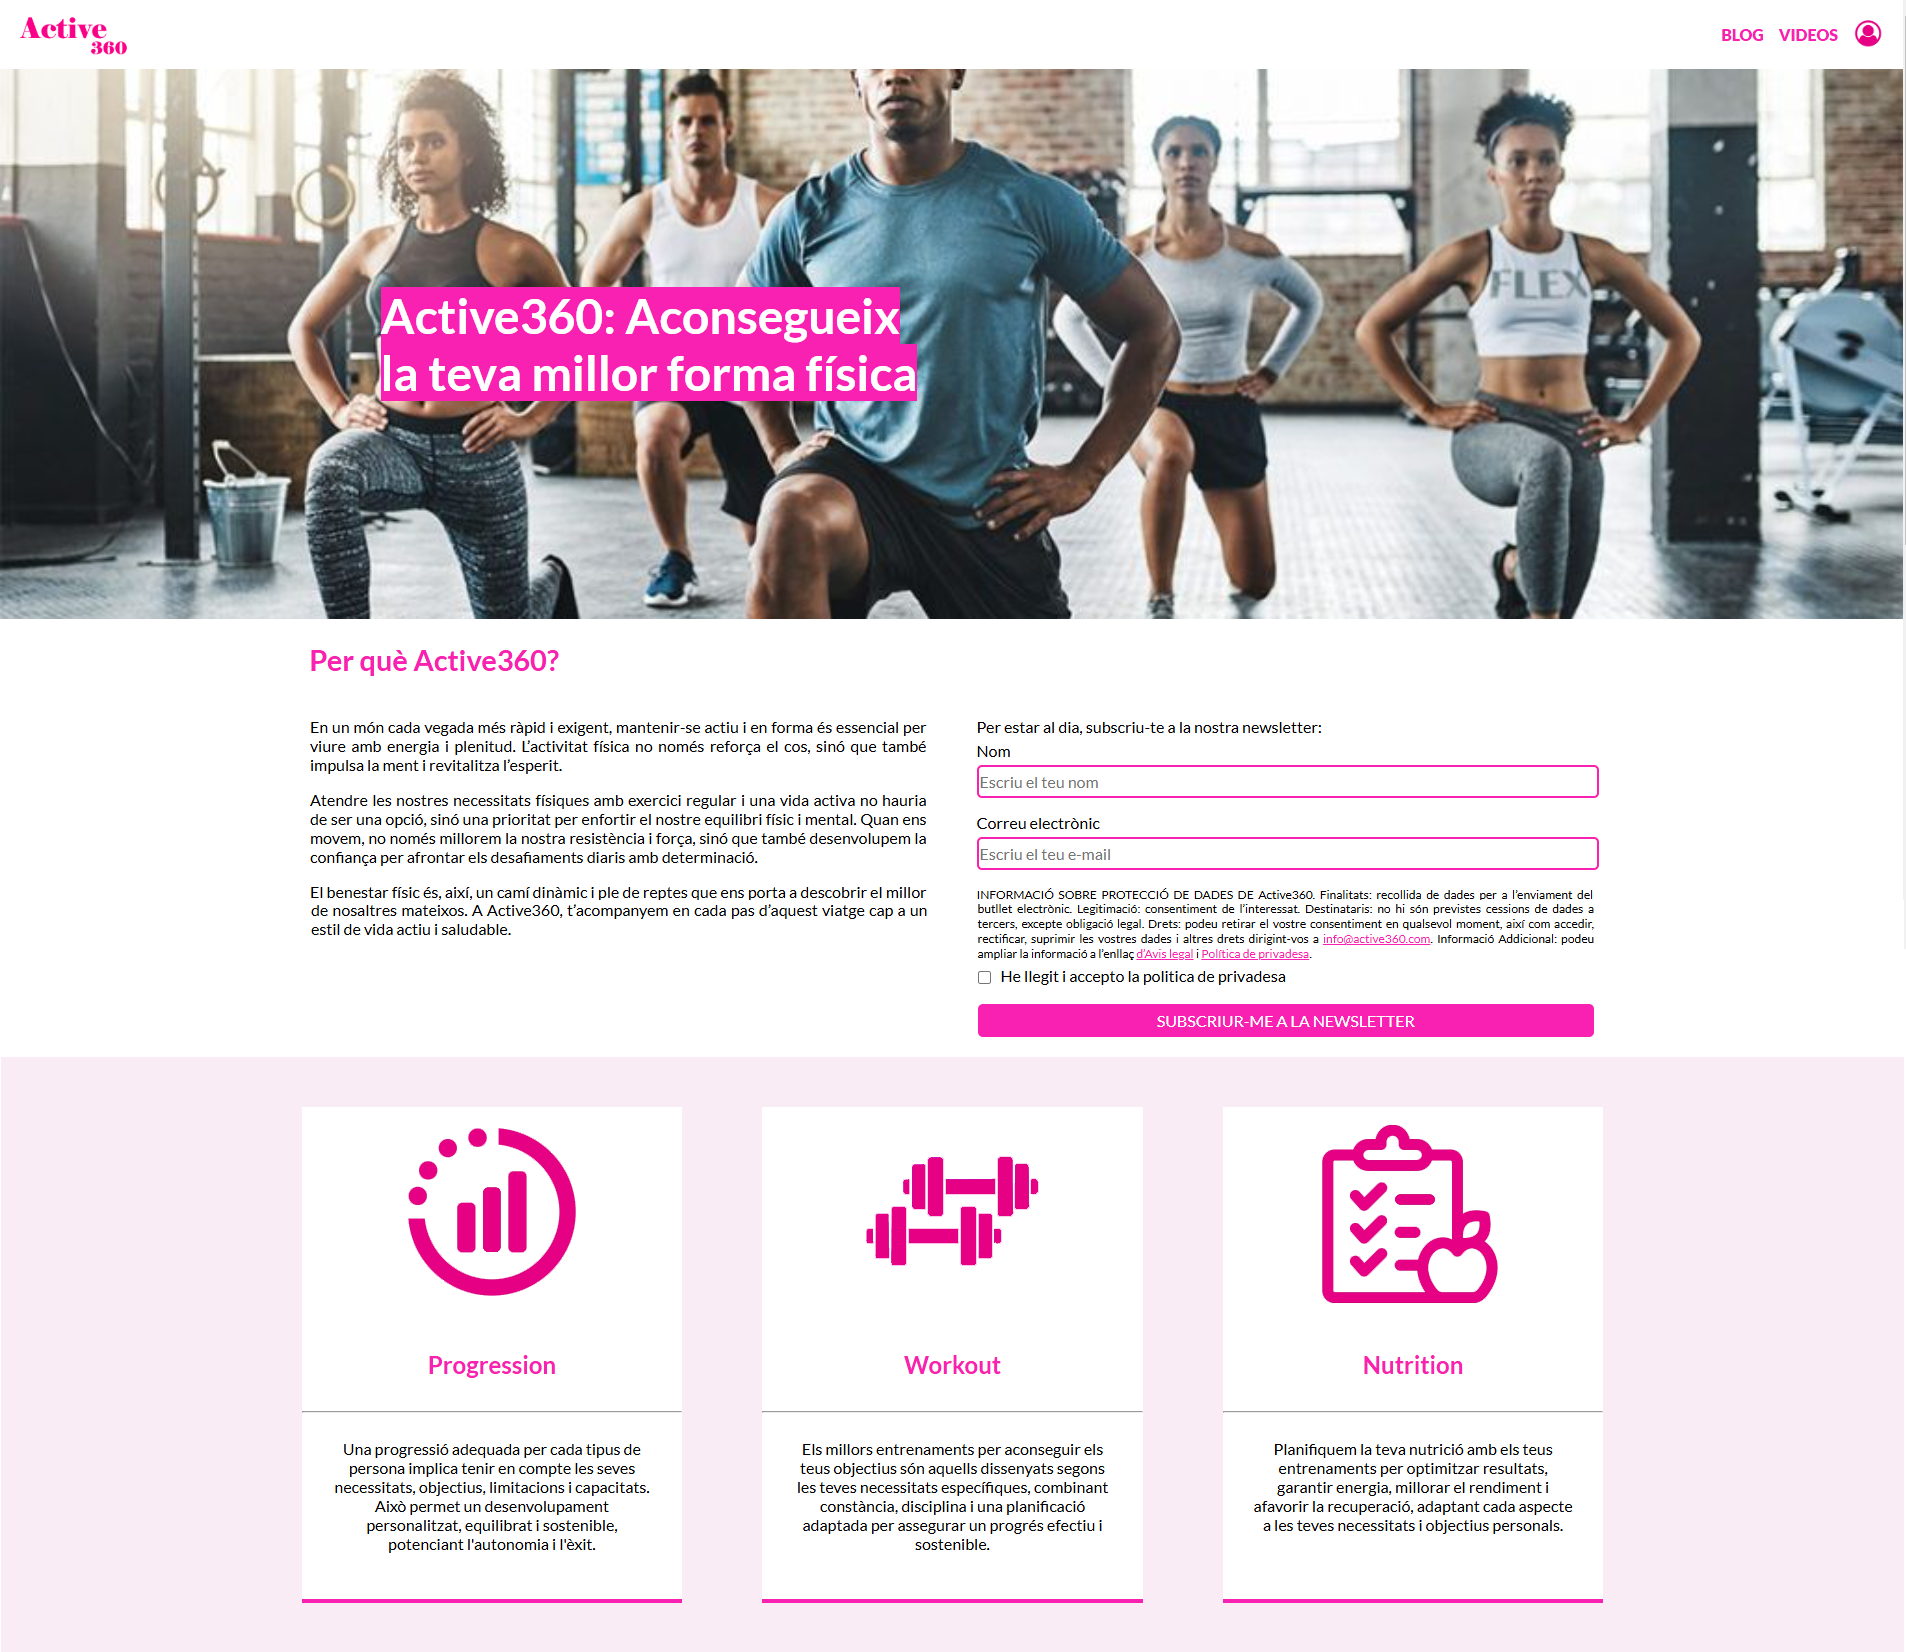 Active
360
BLOG VIDEOS
FLEX
Active360: Aconsegueix
la teva millor forma física
Per què Active360?
En un món cada vegada més ràpid i exigent, mantenir-se actiu i en forma és essencial per
viure amb energia i plenitud. L’activitat física no només reforça el cos, sinó que també
impulsa la ment i revitalitza l’esperit.
Atendre les nostres necessitats físiques amb exercici regular i una vida activa no hauria
de ser una opció, sinó una prioritat per enfortir el nostre equilibri físic i mental. Quan ens
movem, no només millorem la nostra resistència i força, sinó que també desenvolupem la
confiança per afrontar els desafiaments diaris amb determinació.
El benestar físic és, així, un camí dinàmic i ple de reptes que ens porta a descobrir el millor
de nosaltres mateixos. A Active360, t’acompanyem en cada pas d’aquest viatge cap a un
estil de vida actiu i saludable.
Per estar al dia, subscriu-te a la nostra newsletter:
Nom
Escriu el teu nom
Correu electrònic
Escriu el teu e-mail
INFORMACIÓ SOBRE PROTECCIÓ DE DADES DE Active360. Finalitats: recollida de dades per a l’enviament del
butllet electrònic. Legitimació: consentiment de l’interessat. Destinataris: no hi són previstes cessions de dades a
tercers, excepte obligació legal. Drets: podeu retirar el vostre consentiment en qualsevol moment, així com accedir,
rectificar, suprimir les vostres dades i altres drets dirigint-vos a info@active360.com. Informació Addicional: podeu
ampliar la informació a l’enllaç d’Avis legal i Política de privadesa.
He llegit i accepto la politica de privadesa
SUBSCRIUR-ME A LA NEWSLETTER
Progression
Una progressió adequada per cada tipus de
persona implica tenir en compte les seves
necessitats, objectius, limitacions i capacitats.
Això permet un desenvolupament
personalitzat, equilibrat i sostenible,
potenciant l'autonomia i l'èxit.
Workout
Els millors entrenaments per aconseguir els
teus objectius són aquells dissenyats segons
les teves necessitats específiques, combinant
constància, disciplina i una planificació
adaptada per assegurar un progrés efectiu i
sostenible.
Nutrition
Planifiquem la teva nutrició amb els teus
entrenaments per optimitzar resultats,
garantir energia, millorar el rendiment i
afavorir la recuperació, adaptant cada aspecte
a les teves necessitats i objectius personals.